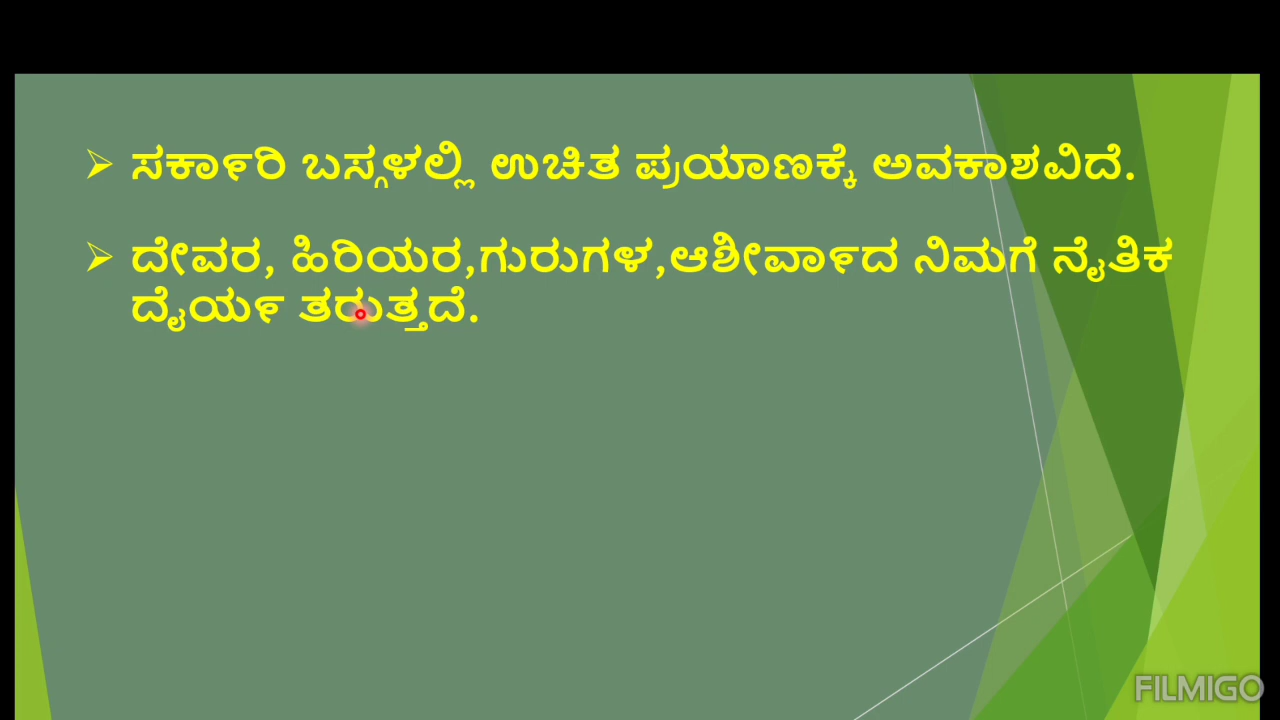 ➢ ಸರ್ಕಾರಿ ಬಸ್ಗಳಲ್ಲಿ ಉಚಿತ ಪ್ರಯಾಣಕ್ಕೆ ಅವಕಾಶವಿದೆ.
➢ ದೇವರ, ಹಿರಿಯರ,ಗುರುಗಳ,ಆಶೀರ್ವಾದ ನಿಮಗೆ ನೈತಿಕ
ದೈರ್ಯ ತರುತ್ತದೆ.
FILMIGO